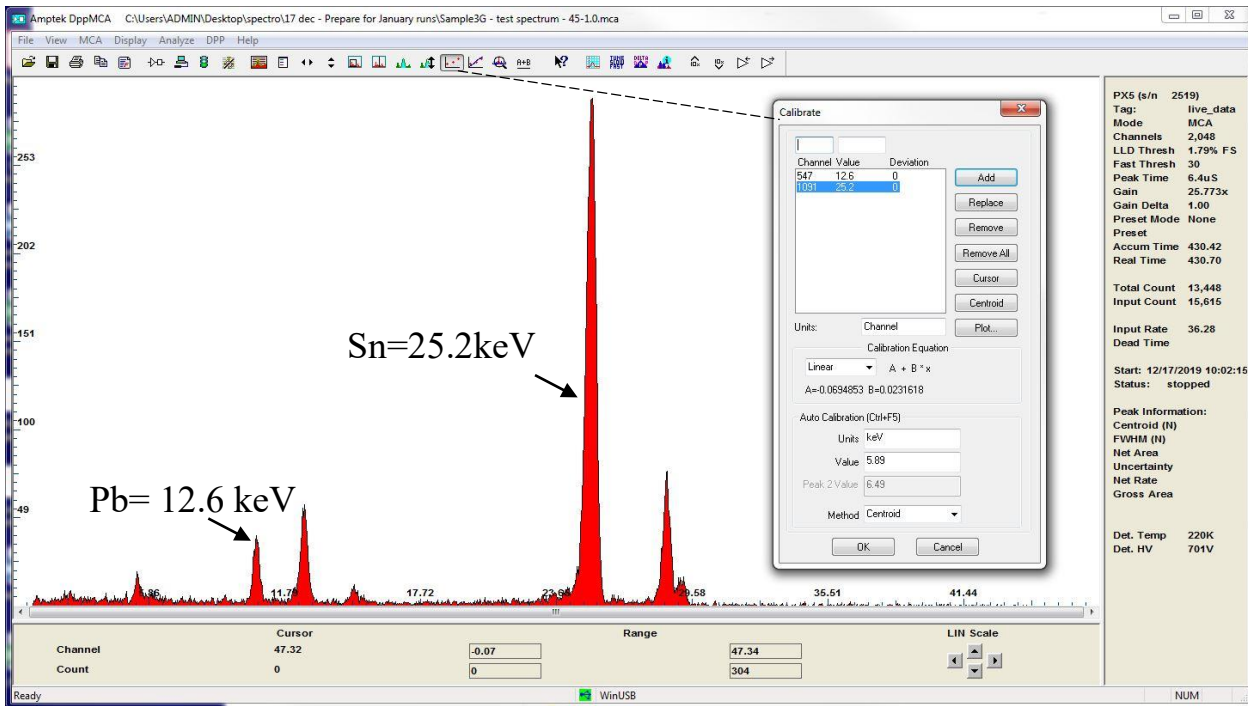 Amptek DppMCA C:\Users\ADMIN\Desktop\spectro\17 dec - Prepare for January runs\Sample3G - test spectrum - 45-1.0.mca
File View MCA Display Analyze DPP Help
253
202
151
100
49
Pb= 12.6 keV
Sn=25.2keV
11.79 17.72 29.58 35.51 41.44
Calibrate
Channel Value Deviation
547 12.6 0
1091 25.2 0
Add
Replace
Remove
Remove All
Cursor
Centroid
Units: Channel Plot...
Calibration Equation
Linear A + B * x
A=-0.0694853 B=0.0231618
Auto Calibration (Ctrl+F5)
Units keV
Value 5.89
Peak 2 Value 6.49
Method Centroid
OK Cancel
PX5 (s/n 2519)
Tag: live_data
Mode MCA
Channels 2,048
LLD Thresh 1.79% FS
Fast Thresh 30
Peak Time 6.4uS
Gain 25.773x
Gain Delta 1.00
Preset Mode None
Preset
Accum Time 430.42
Real Time 430.70
Total Count 13,448
Input Count 15,615
Input Rate 36.28
Dead Time
Start: 12/17/2019 10:02:15
Status: stopped
Peak Information:
Centroid (N)
FWHM (N)
Net Area
Uncertainty
Net Rate
Gross Area
Det. Temp 220K
Det. HV 701V
Cursor Range LIN Scale
Channel 47.32 -0.07 47.34
Count 0 0 304
Ready WinUSB NUM